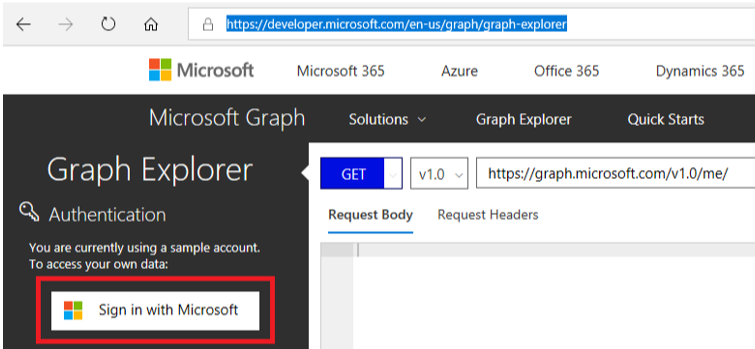 https://developer.microsoft.com/en-us/graph/graph-explorer
Microsoft Microsoft 365 Azure Office 365 Dynamics 365
Microsoft Graph Solutions Graph Explorer Quick Starts
Graph Explorer
GET v1.0 https://graph.microsoft.com/v1.0/me/
Authentication
Request Body Request Headers
You are currently using a sample account.
To access your own data:
Sign in with Microsoft